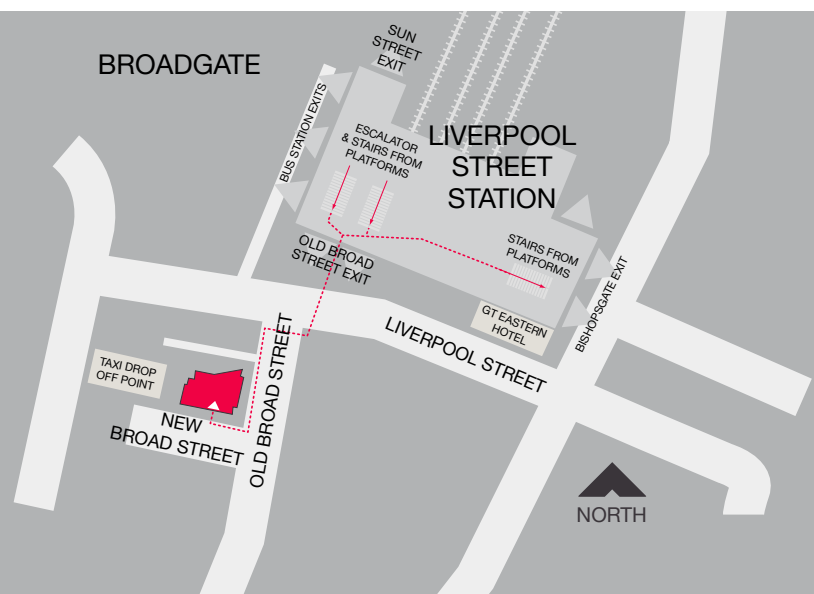 SUN
STREET
EXIT
BROADGATE
BUS STATION EXITS
ESCALATOR
& STAIRS FROM
PLATFORMS
LIVERPOOL
STREET
STATION
OLD BROAD
STREET EXIT
STAIRS FROM
PLATFORMS
BISHOPSGATE EXIT
GT EASTERN
HOTEL
LIVERPOOL STREET
OLD BROAD STREET
TAXI DROP
OFF POINT
NEW
BROAD STREET
NORTH